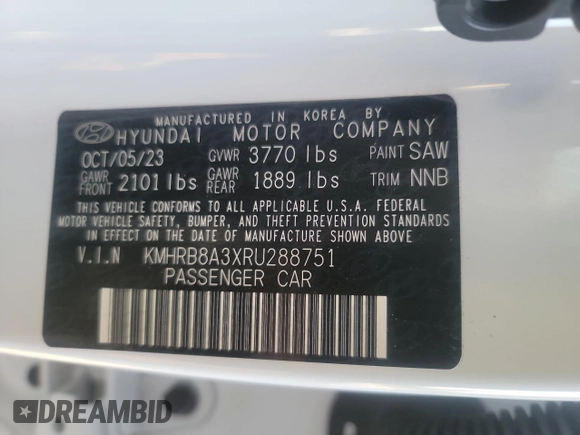 MANUFACTURED IN KOREA BY
HYUNDAI MOTOR COMPANY
OCT/05/23 GVWR 3770 lbs PAINT SAW
GAWR FRONT 2101 lbs GAWR REAR 1889 lbs TRIM NNB
THIS VEHICLE CONFORMS TO ALL APPLICABLE U.S.A. FEDERAL
MOTOR VEHICLE SAFETY, BUMPER, AND THEFT PREVENTION STANDARDS
IN EFFECT ON THE DATE OF MANUFACTURE SHOWN ABOVE
V.I.N KMHRB8A3XRU288751
PASSENGER CAR
DREAMBID